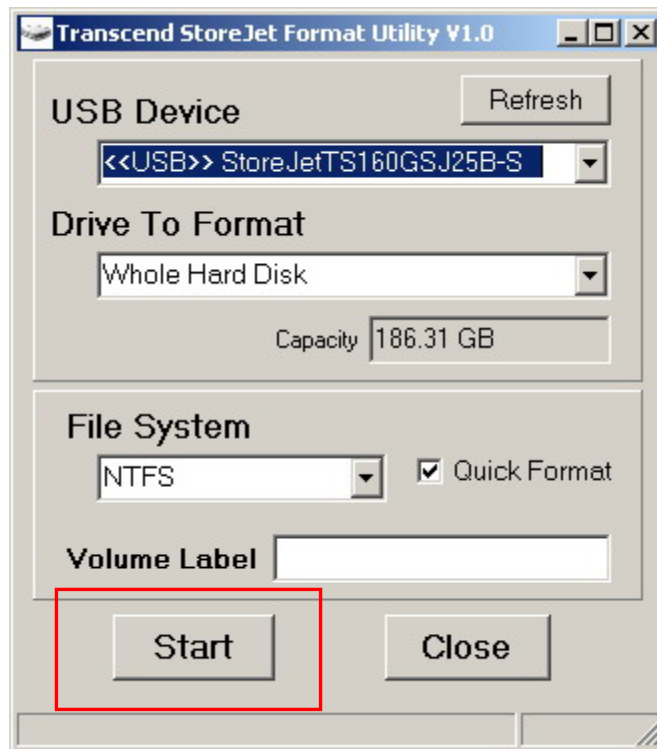 Transcend StoreJet Format Utility V1.0
USB Device
Refresh
<<USB>> StoreJetTS160GSJ25B-S
Drive To Format
Whole Hard Disk
Capacity 186.31 GB
File System
NTFS
Quick Format
Volume Label
Start
Close